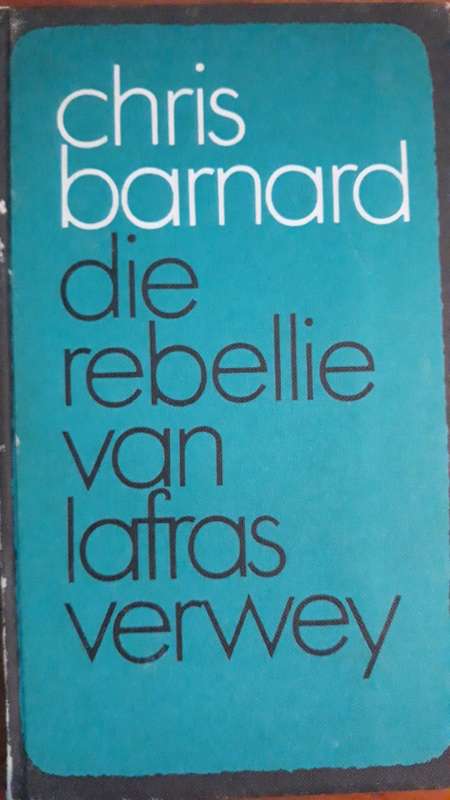 chris
barnard
die
rebellie
van
lafras
verwey